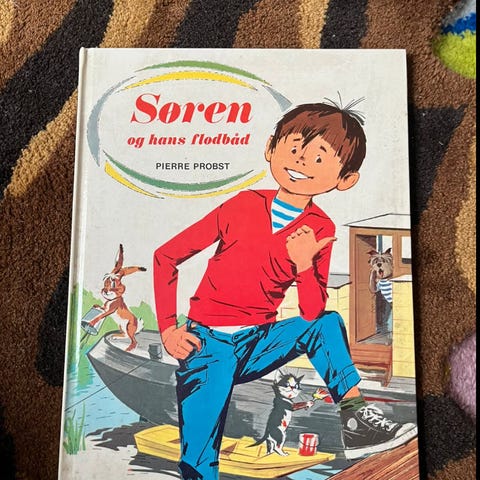 Søren
og hans flodbåd
PIERRE PROBST